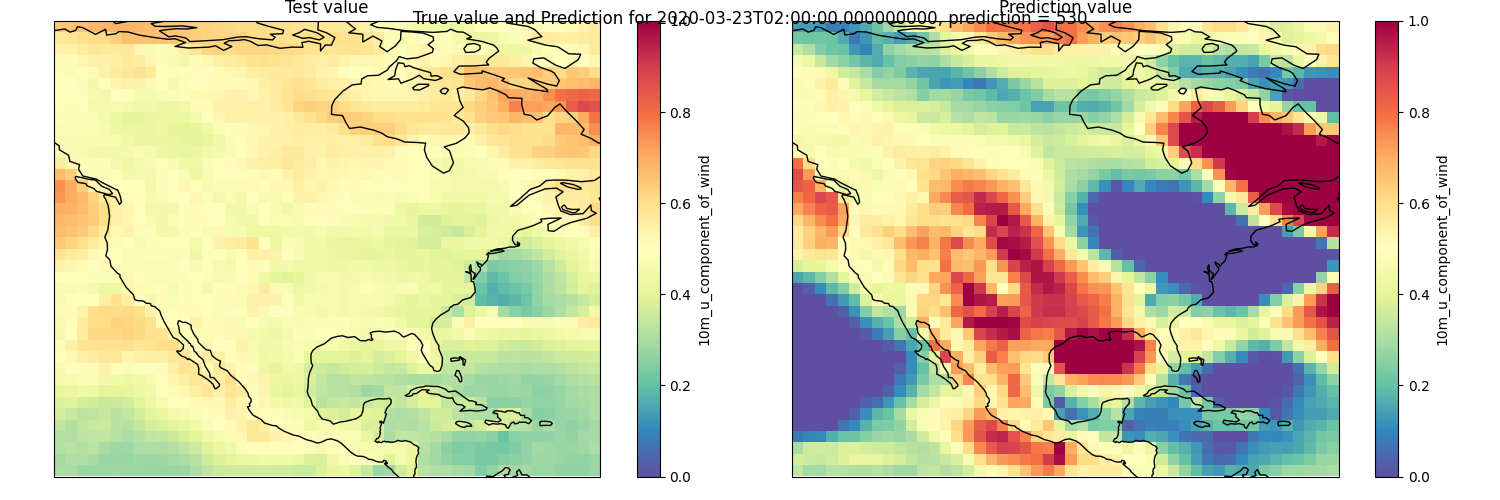 Test value
Prediction value
True value and Prediction for 2020-03-23T02:00:00.000000000, prediction = 530
1.0
0.8
0.6
0.4
0.2
0.0
10m_u_component_of_wind
1.0
0.8
0.6
0.4
0.2
0.0
10m_u_component_of_wind